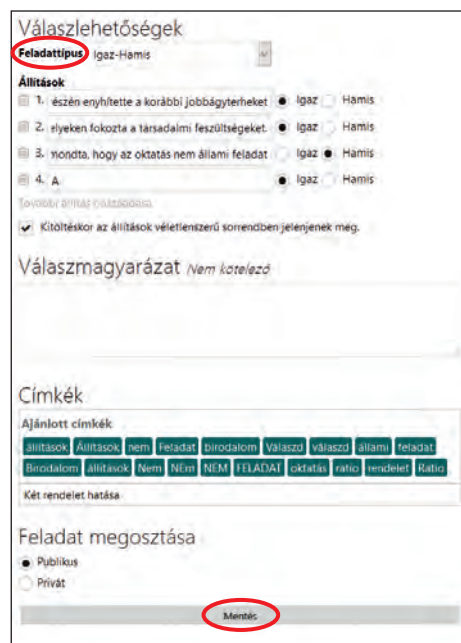 Válaszlehetőségek
Feladattípus Igaz-Hamis
Állítások
1. észén enyhítette a korábbi jobbágyterheket Igaz Hamis
2. elyeken fokozta a társadalmi feszültségeket. Igaz Hamis
3. mondta, hogy az oktatás nem állami feladat Igaz Hamis
4. A Igaz Hamis
További állítás hozzáadása
Kitöltéskor az állítások véletlenszerű sorrendben jelenjenek meg.
Válaszmagyarázat Nem kötelező
Címkék
Ajánlott címkék
állítások Állítások nem Feladat birodalom Válaszd válaszd állami feladat
Birodalom állítások Nem NEm NEM FELADAT oktatás ratio rendelet Ratio
Két rendelet hatása
Feladat megosztása
Publikus
Privát
Mentés